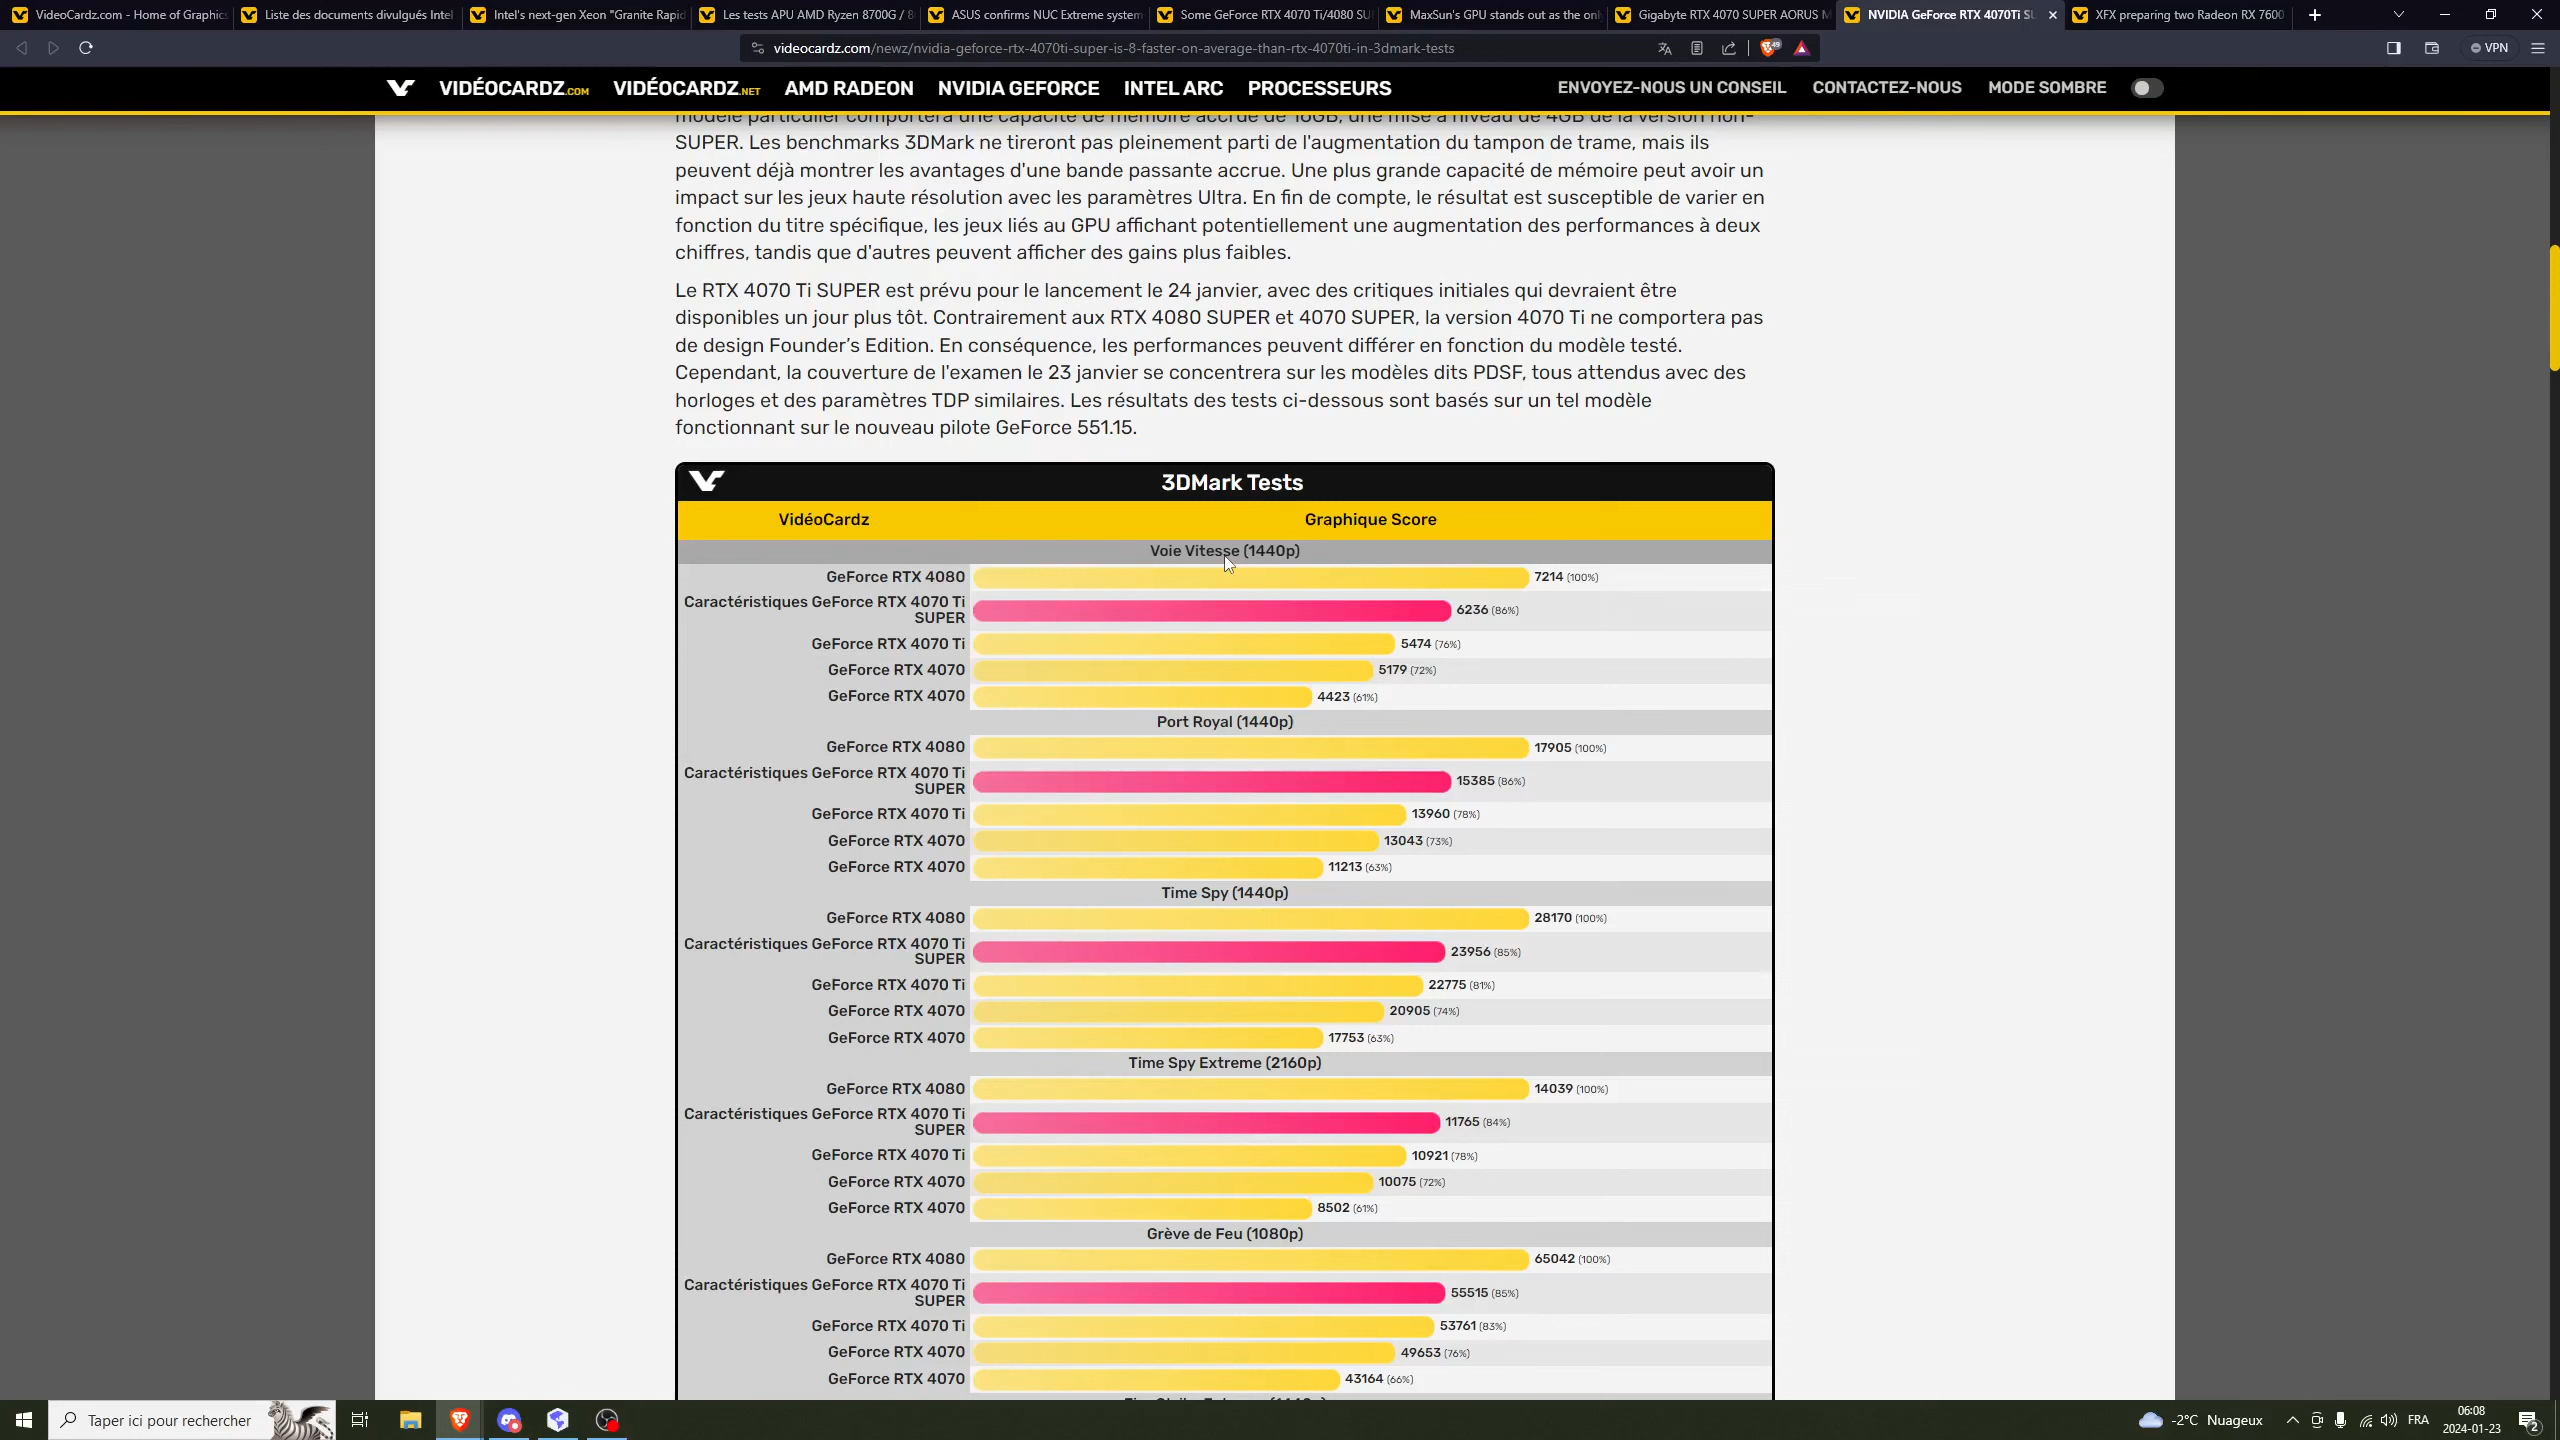 VideoCardz.com - Home of Graphics
Liste des documents divulgués Intel
Intel's next-gen Xeon "Granite Rapid
Les tests APU AMD Ryzen 8700G / 8
ASUS confirms NUC Extreme system
Some GeForce RTX 4070 Ti/4080 SU
MaxSun's GPU stands out as the onl
Gigabyte RTX 4070 SUPER AORUS M
NVIDIA GeForce RTX 4070Ti SU
XFX preparing two Radeon RX 7600
videocardz.com/newz/nvidia-geforce-rtx-4070ti-super-is-8-faster-on-average-than-rtx-4070ti-in-3dmark-tests
VPN
VIDÉOCARDZ.COM
VIDÉOCARDZ.NET
AMD RADEON
NVIDIA GEFORCE
INTEL ARC
PROCESSEURS
ENVOYEZ-NOUS UN CONSEIL
CONTACTEZ-NOUS
MODE SOMBRE
modèle particulier comportera une capacité de mémoire accrue de 16GB, une mise à niveau de 4GB de la version non-
SUPER. Les benchmarks 3DMark ne tireront pas pleinement parti de l'augmentation du tampon de trame, mais ils
peuvent déjà montrer les avantages d'une bande passante accrue. Une plus grande capacité de mémoire peut avoir un
impact sur les jeux haute résolution avec les paramètres Ultra. En fin de compte, le résultat est susceptible de varier en
fonction du titre spécifique, les jeux liés au GPU affichant potentiellement une augmentation des performances à deux
chiffres, tandis que d'autres peuvent afficher des gains plus faibles.
Le RTX 4070 Ti SUPER est prévu pour le lancement le 24 janvier, avec des critiques initiales qui devraient être
disponibles un jour plus tôt. Contrairement aux RTX 4080 SUPER et 4070 SUPER, la version 4070 Ti ne comportera pas
de design Founder’s Edition. En conséquence, les performances peuvent différer en fonction du modèle testé.
Cependant, la couverture de l'examen le 23 janvier se concentrera sur les modèles dits PDSF, tous attendus avec des
horloges et des paramètres TDP similaires. Les résultats des tests ci-dessous sont basés sur un tel modèle
fonctionnant sur le nouveau pilote GeForce 551.15.
3DMark Tests
VidéoCardz Graphique Score
Voie Vitesse (1440p)
GeForce RTX 4080 7214 (100%)
Caractéristiques GeForce RTX 4070 Ti
SUPER 6236 (86%)
GeForce RTX 4070 Ti 5474 (76%)
GeForce RTX 4070 5179 (72%)
GeForce RTX 4070 4423 (61%)
Port Royal (1440p)
GeForce RTX 4080 17905 (100%)
Caractéristiques GeForce RTX 4070 Ti
SUPER 15385 (86%)
GeForce RTX 4070 Ti 13960 (78%)
GeForce RTX 4070 13043 (73%)
GeForce RTX 4070 11213 (63%)
Time Spy (1440p)
GeForce RTX 4080 28170 (100%)
Caractéristiques GeForce RTX 4070 Ti
SUPER 23956 (85%)
GeForce RTX 4070 Ti 22775 (81%)
GeForce RTX 4070 20905 (74%)
GeForce RTX 4070 17753 (63%)
Time Spy Extreme (2160p)
GeForce RTX 4080 14039 (100%)
Caractéristiques GeForce RTX 4070 Ti
SUPER 11765 (84%)
GeForce RTX 4070 Ti 10921 (78%)
GeForce RTX 4070 10075 (72%)
GeForce RTX 4070 8502 (61%)
Grève de Feu (1080p)
GeForce RTX 4080 65042 (100%)
Caractéristiques GeForce RTX 4070 Ti
SUPER 55515 (85%)
GeForce RTX 4070 Ti 53761 (83%)
GeForce RTX 4070 49653 (76%)
GeForce RTX 4070 43164 (66%)
Taper ici pour rechercher
-2°C Nuageux
FRA
06:08
2024-01-23
2